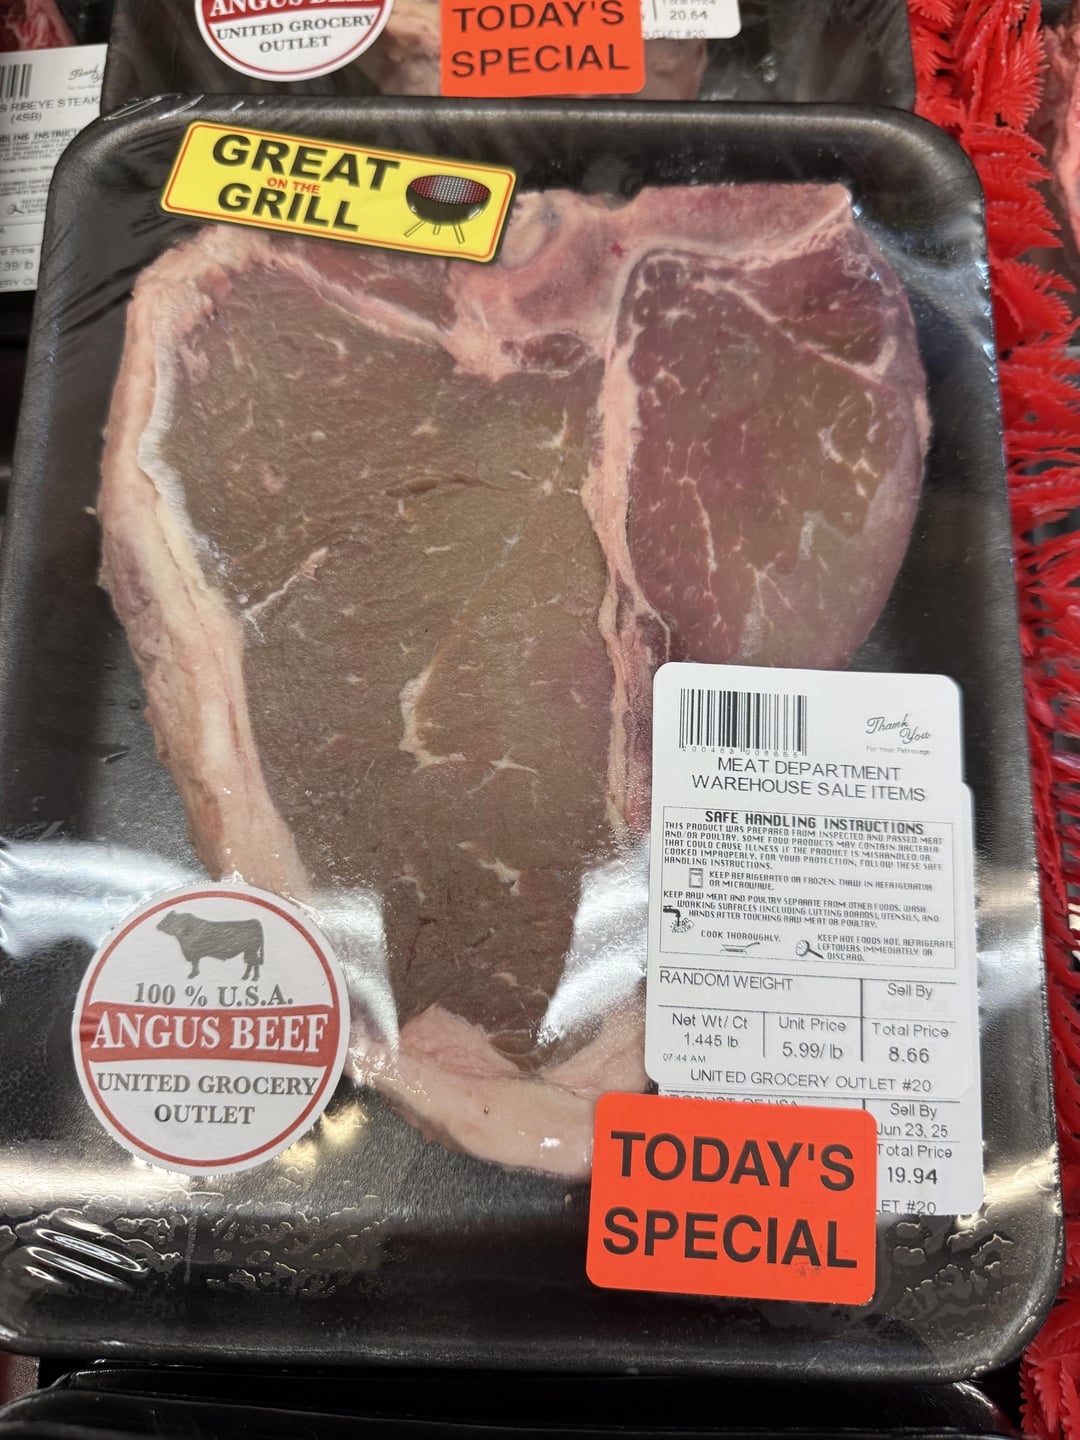 ANGUS BEEF
UNITED GROCERY
OUTLET
TODAY'S
SPECIAL
Total Price
20.64
OUTLET #20
Thank
S RIBEYE STEAK
(4SB)
Price
.39/lb
GREAT
ON THE
GRILL
Thank
You
For Your Patronage
MEAT DEPARTMENT
WAREHOUSE SALE ITEMS
SAFE HANDLING INSTRUCTIONS
THIS PRODUCT WAS PREPARED FROM INSPECTED AND PASSED MEAT
AND/OR POULTRY. SOME FOOD PRODUCTS MAY CONTAIN BACTERIA
THAT COULD CAUSE ILLNESS IF THE PRODUCT IS MISHANDLED OR
COOKED IMPROPERLY. FOR YOUR PROTECTION, FOLLOW THESE SAFE
HANDLING INSTRUCTIONS.
KEEP REFRIGERATED OR FROZEN. THAW IN REFRIGERATOR
OR MICROWAVE.
KEEP RAW MEAT AND POULTRY SEPARATE FROM OTHER FOODS. WASH
WORKING SURFACES (INCLUDING CUTTING BOARDS), UTENSILS, AND
HANDS AFTER TOUCHING RAW MEAT OR POULTRY.
COOK THOROUGHLY.
KEEP HOT FOODS HOT. REFRIGERATE
LEFTOVERS IMMEDIATELY OR
DISCARD.
RANDOM WEIGHT
Sell By
Net Wt/ Ct
1.445 lb
Unit Price
5.99/ lb
Total Price
8.66
07:44 AM
UNITED GROCERY OUTLET #20
Sell By
Jun 23, 25
Total Price
19.94
LET #20
TODAY'S
SPECIAL
100 % U.S.A.
ANGUS BEEF
UNITED GROCERY
OUTLET